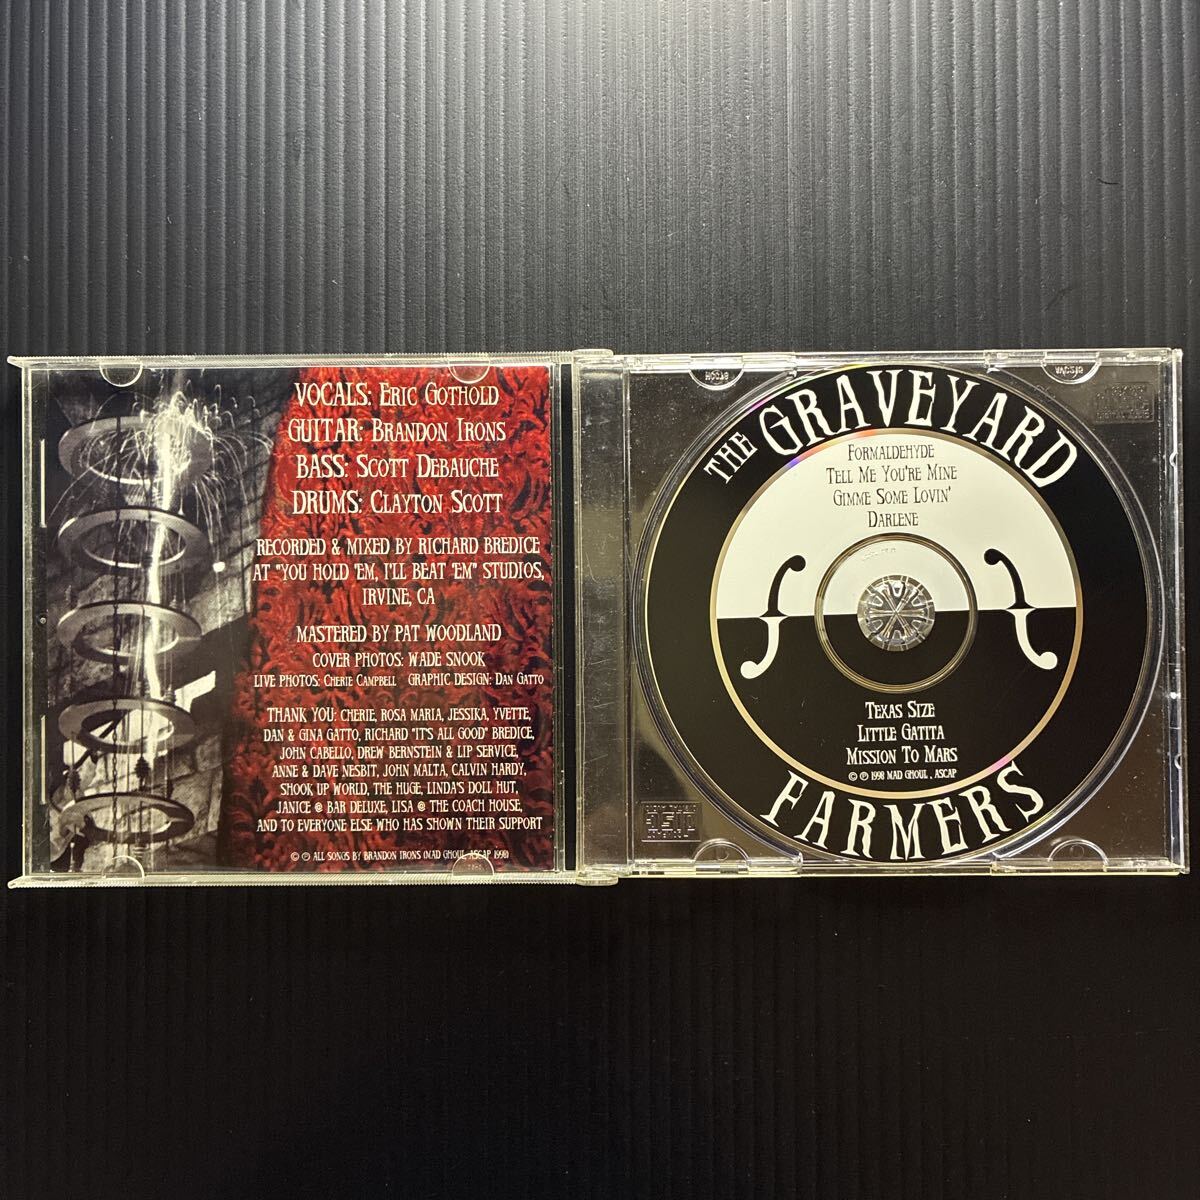 VOCALS: ERIC GOTHOLD
GUITAR: BRANDON IRONS
BASS: SCOTT DEBAUCHE
DRUMS: CLAYTON SCOTT
RECORDED & MIXED BY RICHARD BREDICE
AT "YOU HOLD 'EM, I'LL BEAT 'EM" STUDIOS,
IRVINE, CA
MASTERED BY PAT WOODLAND
COVER PHOTOS: WADE SNOOK
LIVE PHOTOS: CHERIE CAMPBELL GRAPHIC DESIGN: DAN GATTO
THANK YOU: CHERIE, ROSA MARIA, JESSIKA, YVETTE,
DAN & GINA GATTO, RICHARD "IT'S ALL GOOD" BREDICE,
JOHN CABELLO, DREW BERNSTEIN & LIP SERVICE,
ANNE & DAVE NESBIT, JOHN MALTA, CALVIN HARDY,
SHOOK UP WORLD, THE HUGE, LINDA'S DOLL HUT,
JANICE @ BAR DELUXE, LISA @ THE COACH HOUSE,
AND TO EVERYONE ELSE WHO HAS SHOWN THEIR SUPPORT
© ℗ ALL SONGS BY BRANDON IRONS (MAD GHOUL, ASCAP 1998)
THE GRAVEYARD
FORMALDEHYDE
TELL ME YOU'RE MINE
GIMME SOME LOVIN'
DARLENE
TEXAS SIZE
LITTLE GATITA
MISSION TO MARS
© ℗ 1998 MAD GHOUL, ASCAP
FARMERS